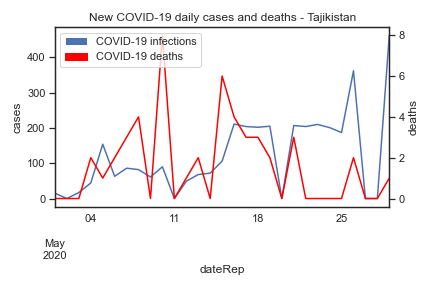 New COVID-19 daily cases and deaths - Tajikistan
COVID-19 infections
COVID-19 deaths
400
300
200
100
0
cases
8
6
4
2
0
deaths
04
11
18
25
May
2020
dateRep